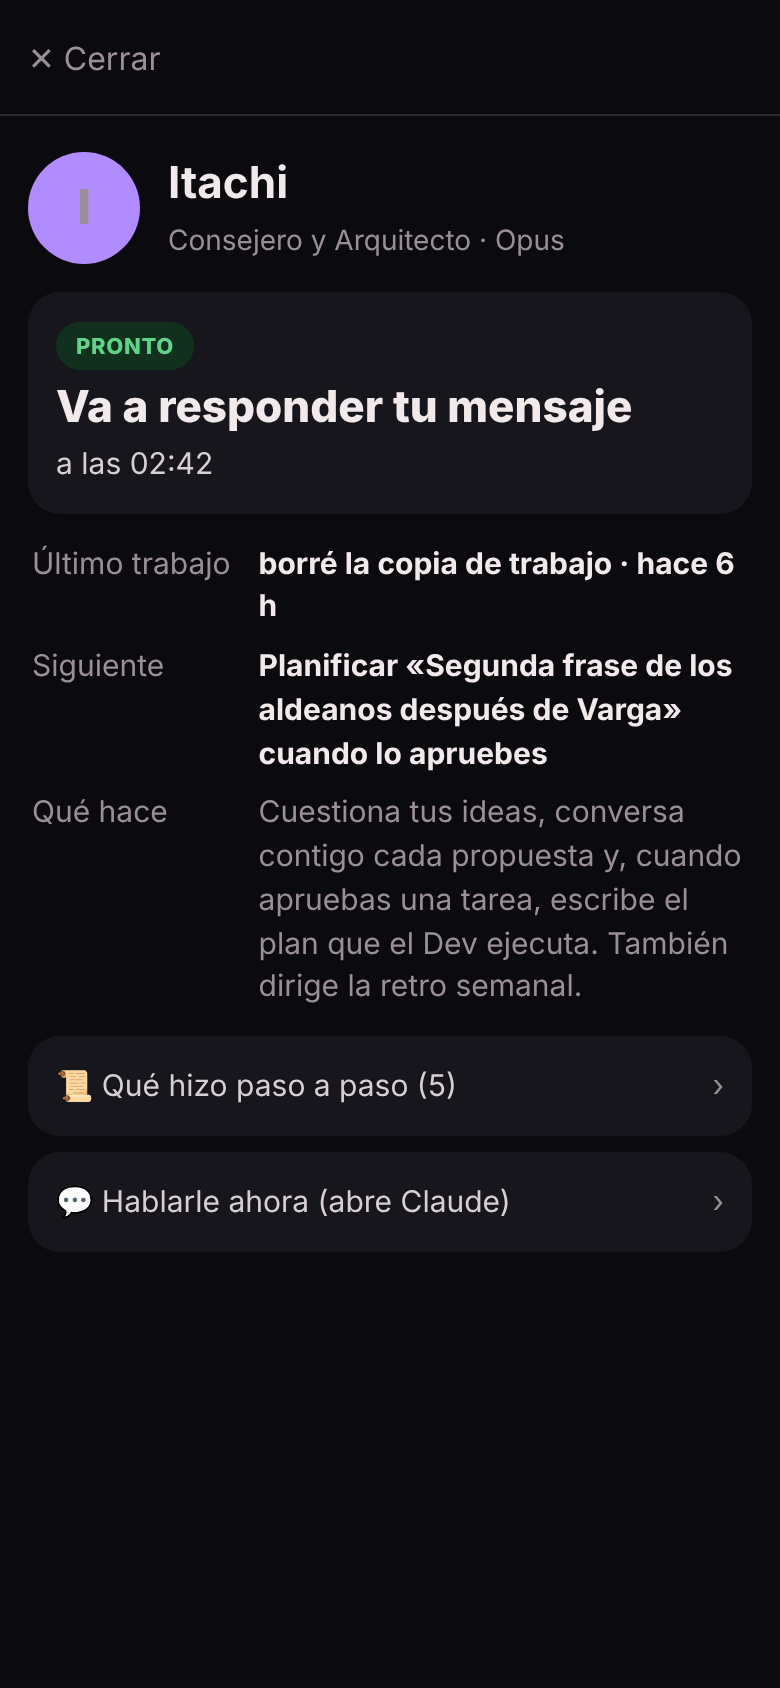 ✕ Cerrar
I
Itachi
Consejero y Arquitecto · Opus
PRONTO
Va a responder tu mensaje
a las 02:42
Último trabajo borré la copia de trabajo · hace 6
h
Siguiente Planificar «Segunda frase de los
aldeanos después de Varga»
cuando lo apruebes
Qué hace Cuestiona tus ideas, conversa
contigo cada propuesta y, cuando
apruebas una tarea, escribe el
plan que el Dev ejecuta. También
dirige la retro semanal.
📜 Qué hizo paso a paso (5) ›
💬 Hablarle ahora (abre Claude) ›